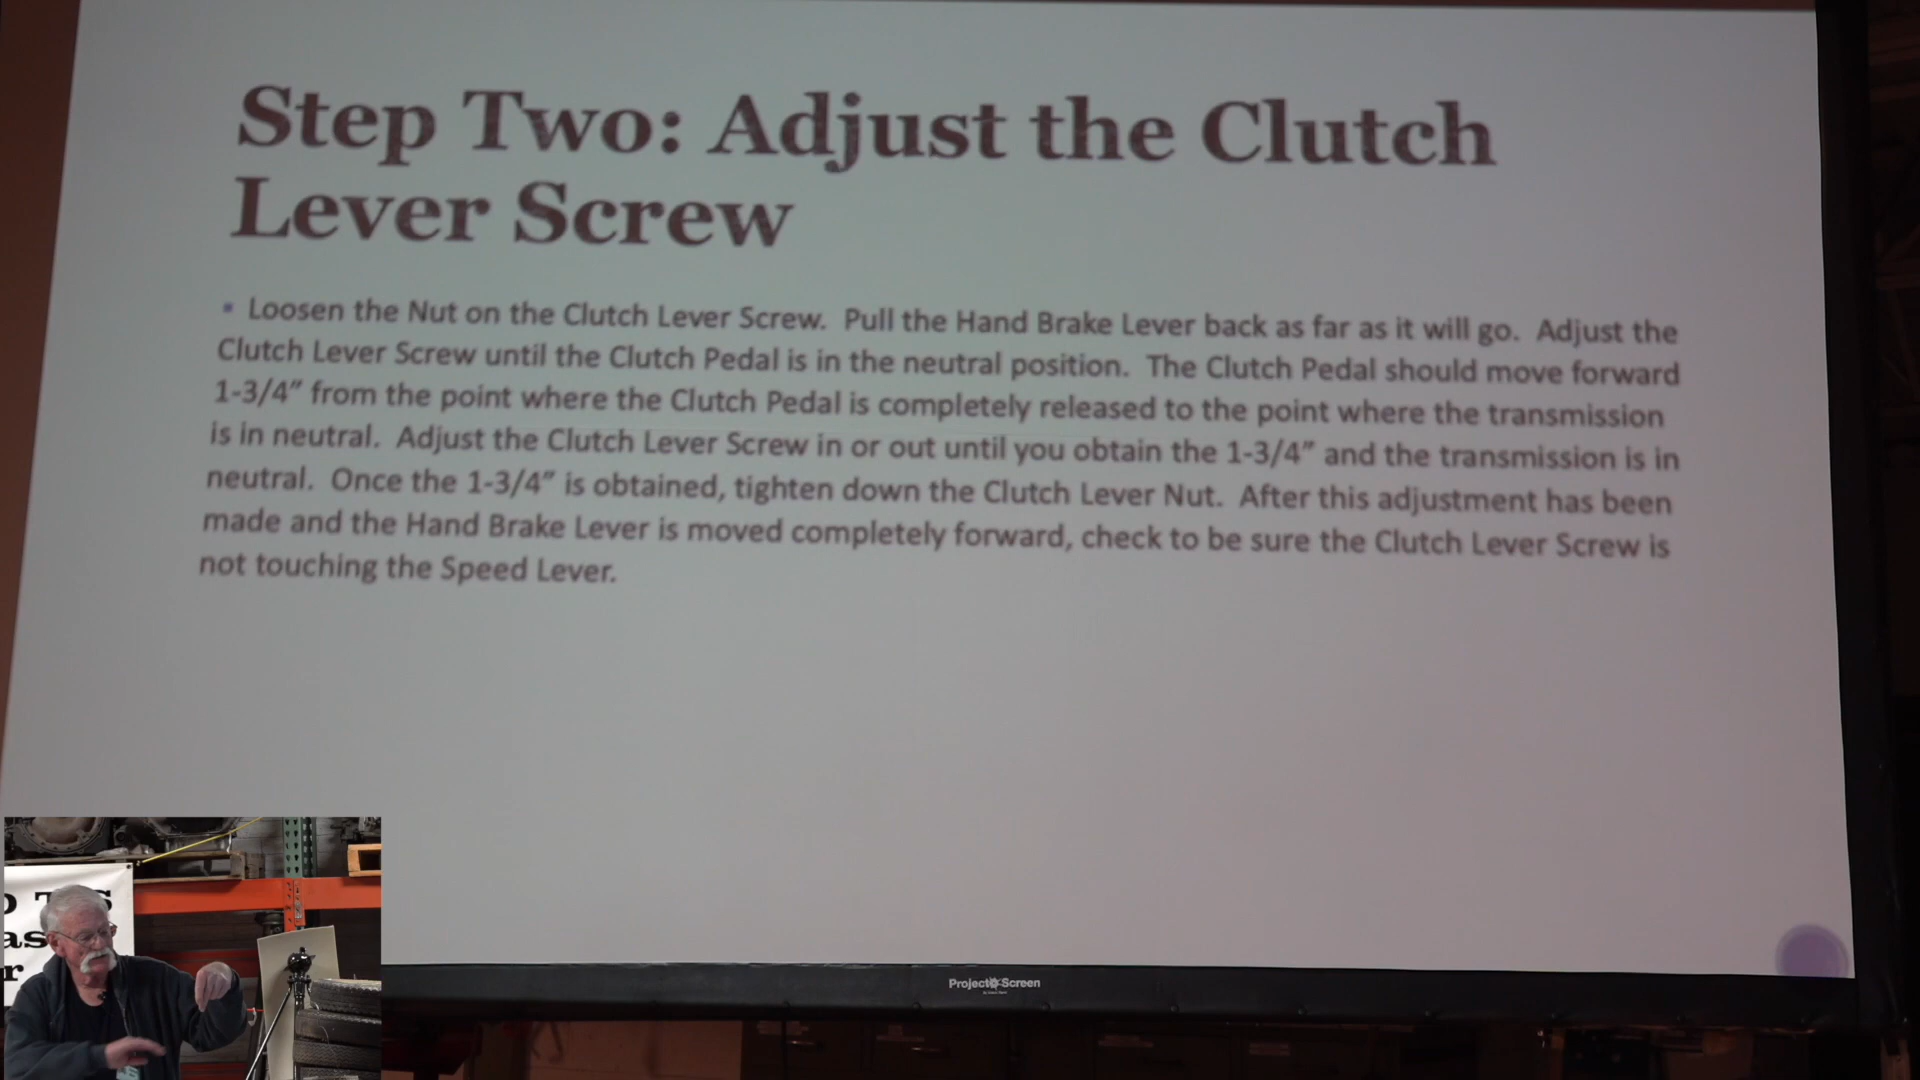 Step Two: Adjust the Clutch
Lever Screw
• Loosen the Nut on the Clutch Lever Screw. Pull the Hand Brake Lever back as far as it will go. Adjust the
Clutch Lever Screw until the Clutch Pedal is in the neutral position. The Clutch Pedal should move forward
1-3/4” from the point where the Clutch Pedal is completely released to the point where the transmission
is in neutral. Adjust the Clutch Lever Screw in or out until you obtain the 1-3/4” and the transmission is in
neutral. Once the 1-3/4” is obtained, tighten down the Clutch Lever Nut. After this adjustment has been
made and the Hand Brake Lever is moved completely forward, check to be sure the Clutch Lever Screw is
not touching the Speed Lever.
Project Screen